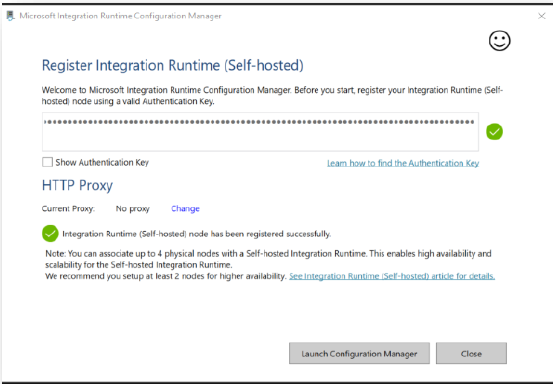 Microsoft Integration Runtime Configuration Manager
Register Integration Runtime (Self-hosted)
Welcome to Microsoft Integration Runtime Configuration Manager. Before you start, register your Integration Runtime (Self-
hosted) node using a valid Authentication Key.
Show Authentication Key
Learn how to find the Authentication Key
HTTP Proxy
Current Proxy: No proxy Change
Integration Runtime (Self-hosted) node has been registered successfully.
Note: You can associate up to 4 physical nodes with a Self-hosted Integration Runtime. This enables high availability and
scalability for the Self-hosted Integration Runtime.
We recommend you setup at least 2 nodes for higher availability. See Integration Runtime (Self-hosted) article for details.
Launch Configuration Manager
Close